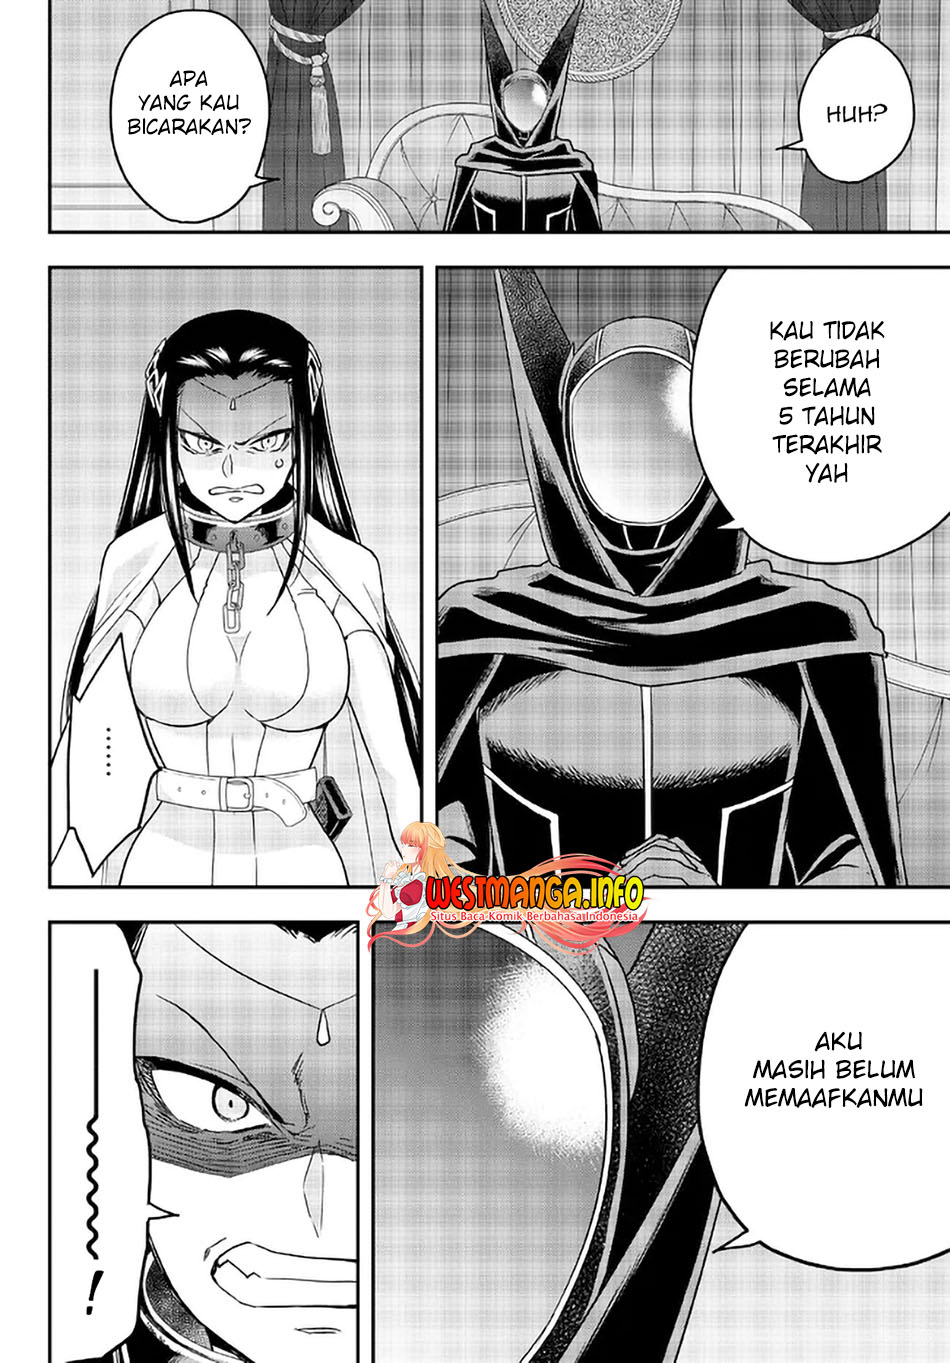 HUH?
APA
YANG KAU
BICARAKAN?
KAU TIDAK
BERUBAH
SELAMA
5 TAHUN
TERAKHIR
YAH
......
WESTMANGA.INFO
Situs Baca Komik Berbahasa Indonesia
AKU
MASIH BELUM
MEMAAFKANMU
!